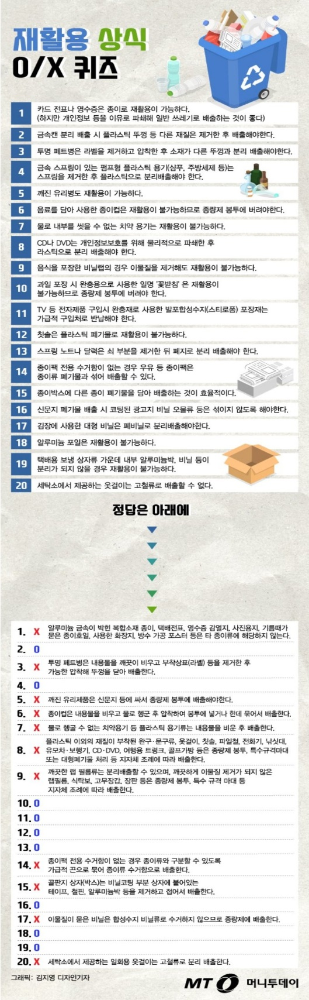 재활용 상식
O/X 퀴즈
1 카드 전표나 영수증은 종이로 재활용이 가능하다.
(하지만 개인정보 등을 이유로 파쇄해 일반 쓰레기로 배출하는 것이 좋다)
2 금속캔 분리 배출 시 플라스틱 뚜껑 등 다른 재질은 제거한 후 배출해야한다.
3 투명 페트병은 라벨을 제거하고 압착한 후 소재가 다른 뚜껑과 분리 배출해야한다.
4 금속 스프링이 있는 펌프형 플라스틱 용기(샴푸, 주방세제 등)는
스프링을 제거한 후 플라스틱으로 분리배출해야 한다.
5 깨진 유리병도 재활용이 가능하다.
6 음료를 담아 사용한 종이컵은 재활용이 불가능하므로 종량제 봉투에 버려야한다.
7 물로 내부를 씻을 수 없는 치약 용기는 재활용이 불가능하다.
8 CD나 DVD는 개인정보보호를 위해 물리적으로 파쇄한 후
라스틱으로 분리 배출해야 한다.
9 음식을 포장한 비닐랩의 경우 이물질을 제거해도 재활용이 불가능하다.
10 과일 포장 시 완충용으로 사용한 일명 '꽃받침' 은 재활용이
불가능하므로 종량제 봉투에 버려야 한다.
11 TV 등 전자제품 구입시 완충재로 사용한 발포합성수지(스티로폼) 포장재는
가급적 구입처로 반납해야 한다.
12 칫솔은 플라스틱 폐기물로 재활용이 불가능하다.
13 스프링 노트나 달력은 쇠 부분을 제거한 뒤 폐지로 분리 배출해야 한다.
14 종이팩 전용 수거함이 없는 경우 우유 등 종이팩은
종이류 폐기물과 섞어 배출할 수 있다.
15 종이박스에 다른 종이 폐기물을 담아 배출하는 것이 효율적이다.
16 신문지 폐기물 배출 시 코팅된 광고지 비닐 오물류 등은 섞이지 않도록 해야한다.
17 김장에 사용한 대형 비닐은 폐비닐로 분리배출해야한다.
18 알루미늄 포일은 재활용이 불가능하다.
19 택배용 보냉 상자류 가운데 내부 알루미늄박, 비닐 등이
분리가 되지 않을 경우 재활용이 불가능하다.
20 세탁소에서 제공하는 옷걸이는 고철류로 배출할 수 없다.
정답은 아래에
1. X 알루미늄 금속이 박힌 복합소재 종이, 택배전표, 영수증 감열지, 사진용지, 기름때가
묻은 종이호일, 사용한 화장지, 방수 가공 포스터 등은 타 종이류에 해당하지 않는다.
2. O
3. X 투명 페트병은 내용물을 깨끗이 비우고 부착상표(라벨) 등을 제거한 후
가능한 압착해 뚜껑을 닫아 배출한다.
4. O
5. X 깨진 유리제품은 신문지 등에 싸서 종량제 봉투에 배출해야한다.
6. X 종이컵은 내용물을 비우고 물로 헹군 후 압착하여 봉투에 넣거나 한데 묶어서 배출한다.
7. X 물로 헹굴 수 없는 치약용기 등 플라스틱 용기류는 내용물을 비운 후 배출한다.
8. X 플라스틱 이외의 재질이 부착된 완구·문구류, 옷걸이, 칫솔, 파일철, 전화기, 낚싯대,
유모차·보행기, CD·DVD, 여행용 트렁크, 골프가방 등은 종량제 봉투, 특수규격마대
또는 대형폐기물 처리 등 지자체 조례에 따라 배출한다.
9. X 깨끗한 랩 필름류는 분리배출할 수 있으며, 깨끗하게 이물질 제거가 되지 않은
랩필름, 식탁보, 고무장갑, 장판 등은 종량제 봉투, 특수 규격 마대 등
지자체 조례에 따라 배출한다.
10. O
11. O
12. O
13. O
14. X 종이팩 전용 수거함이 없는 경우 종이류와 구분할 수 있도록
가급적 끈으로 묶어 종이류 수거함으로 배출한다.
15. X 골판지 상자(박스)는 비닐코팅 부분 상자에 붙어있는
테이프, 철핀, 알루미늄박 등을 제거하고 접어서 배출한다.
16. O
17. X 이물질이 묻은 비닐은 합성수지 비닐류로 수거하지 않으므로 종량제에 배출한다.
18. O
19. O
20. X 세탁소에서 제공하는 일회용 옷걸이는 고철류로 분리 배출한다.
그래픽: 김지영 디자인기자
MT 머니투데이